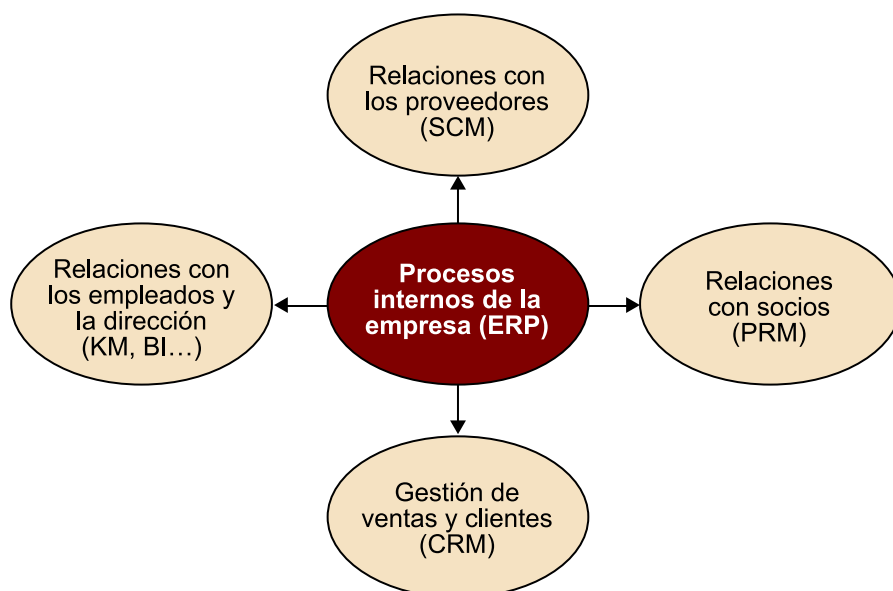 Relaciones con
los proveedores
(SCM)
Relaciones con
los empleados y
la dirección
(KM, BI…)
Procesos
internos de la
empresa (ERP)
Relaciones
con socios
(PRM)
Gestión de
ventas y clientes
(CRM)